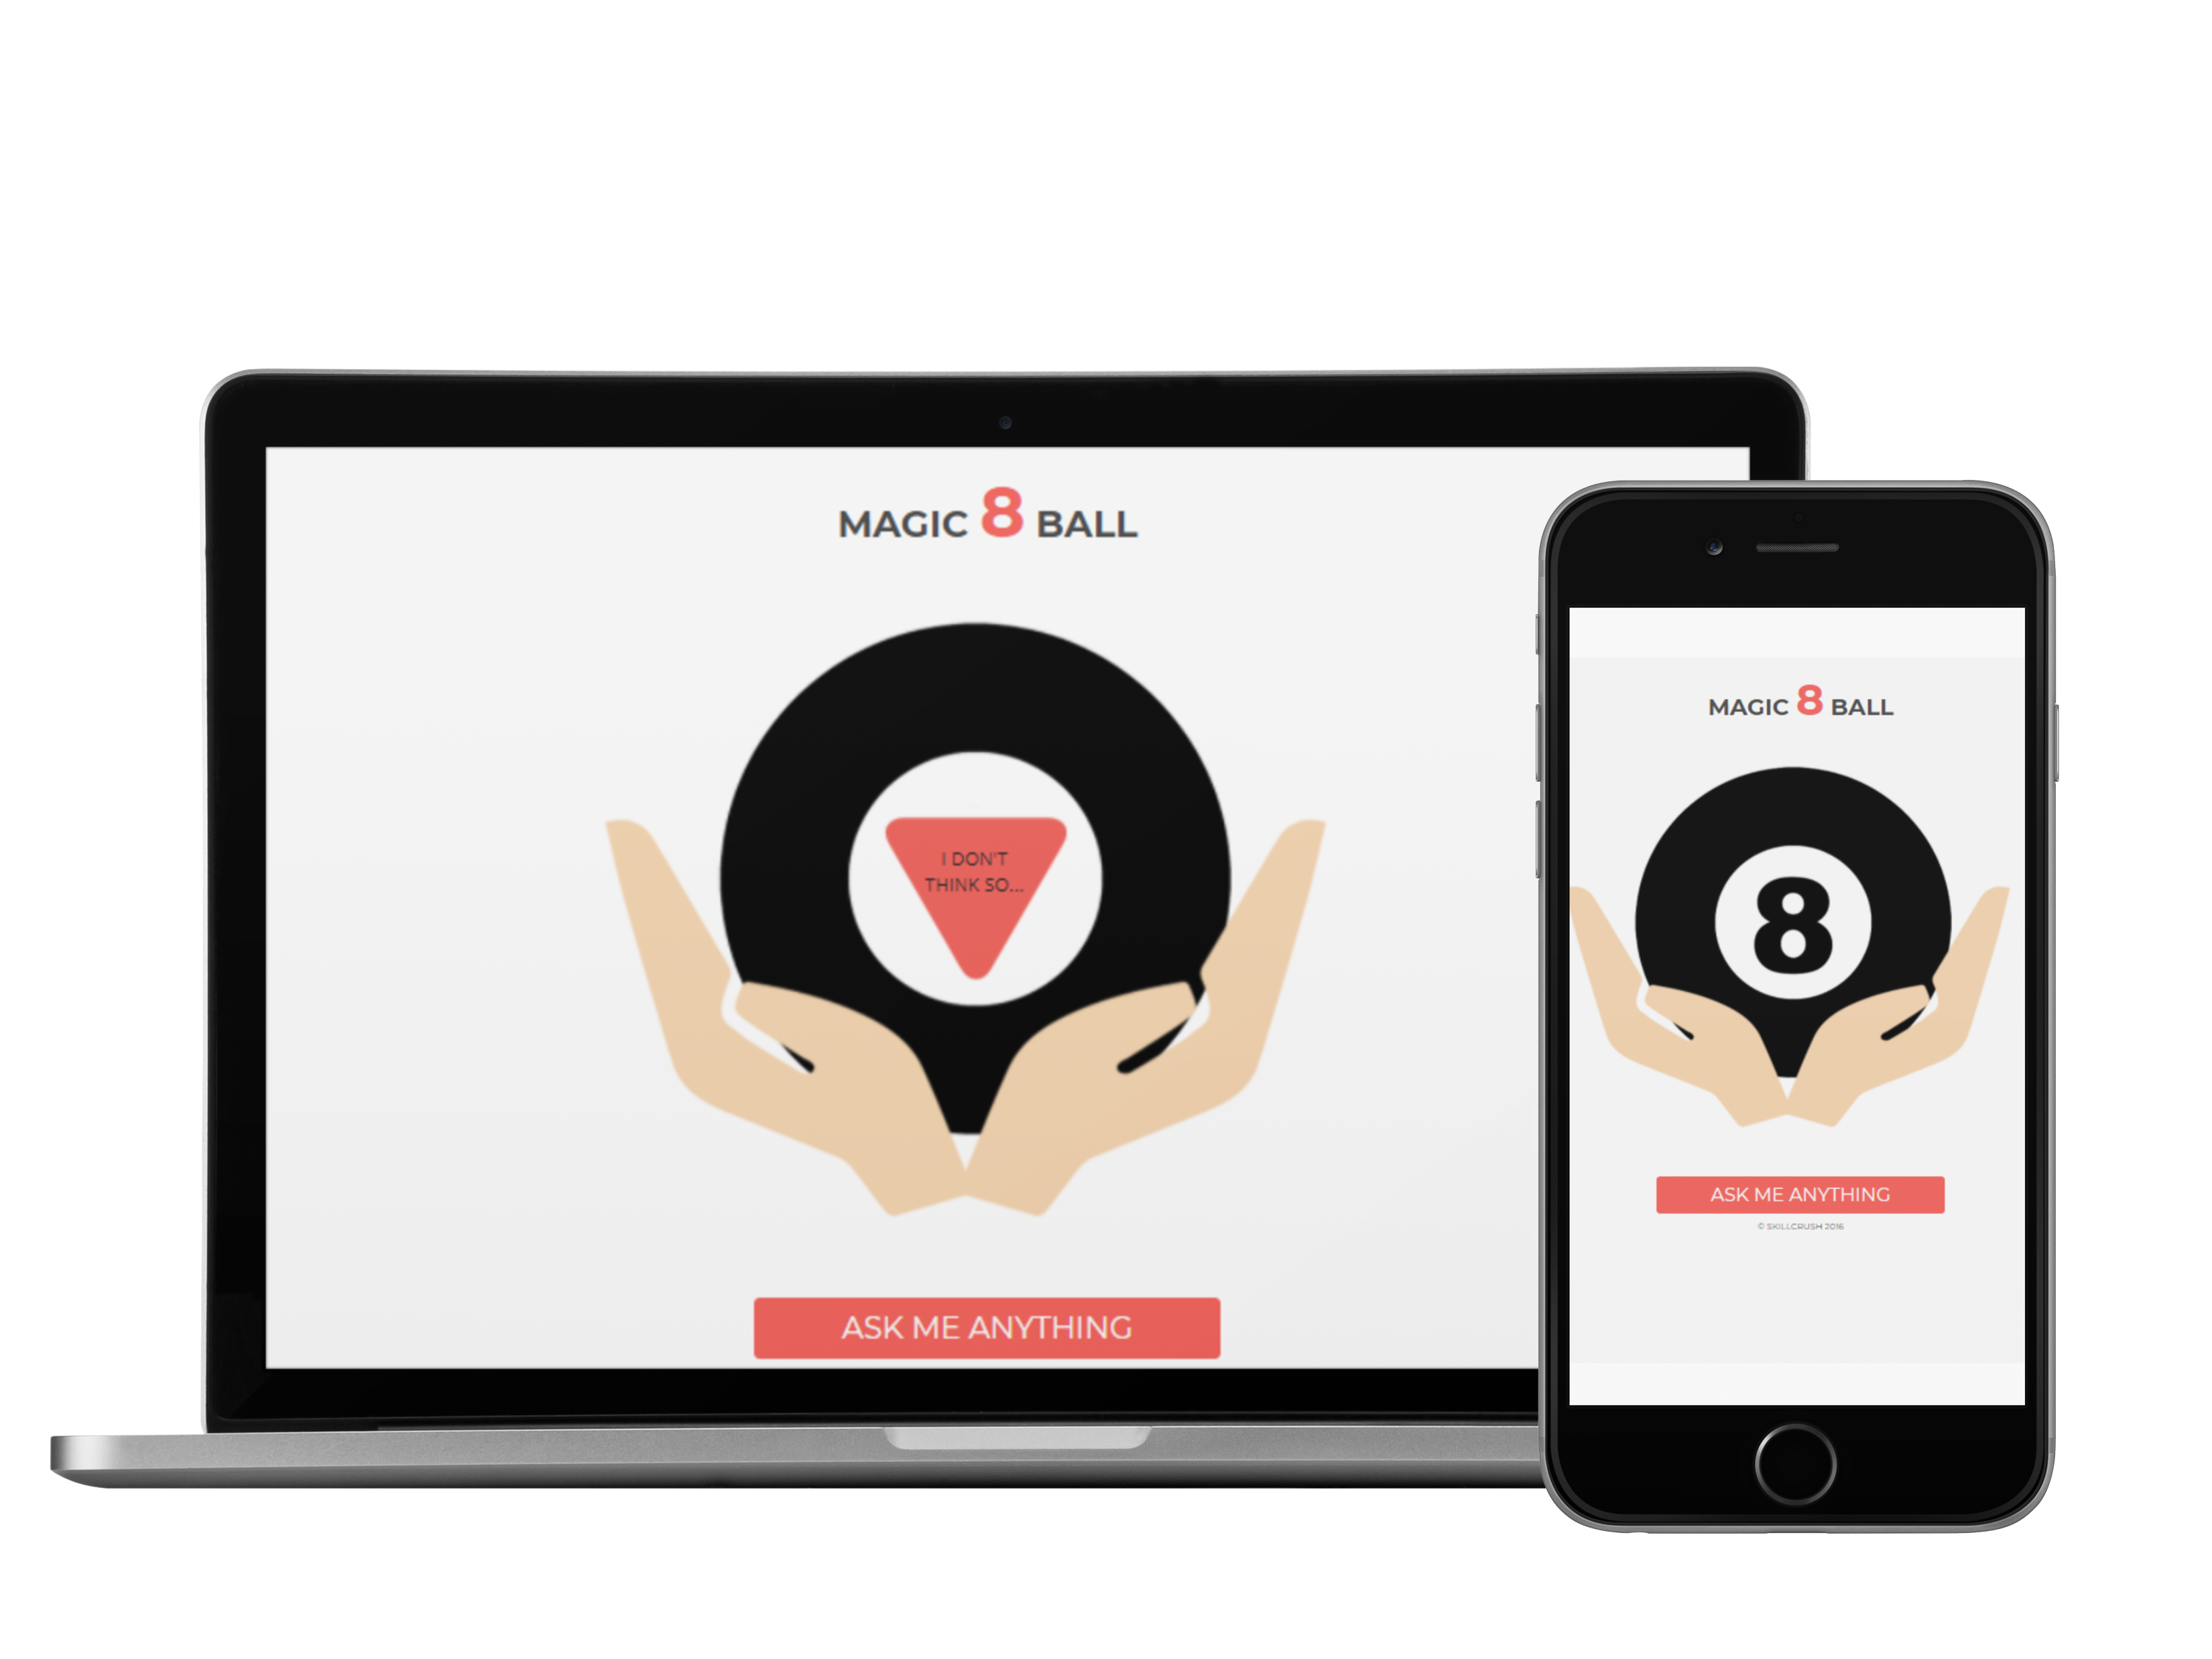 MAGIC 8 BALL
I DON'T
THINK SO...
ASK ME ANYTHING
MAGIC 8 BALL
8
ASK ME ANYTHING
© SKILLCRUSH 2016